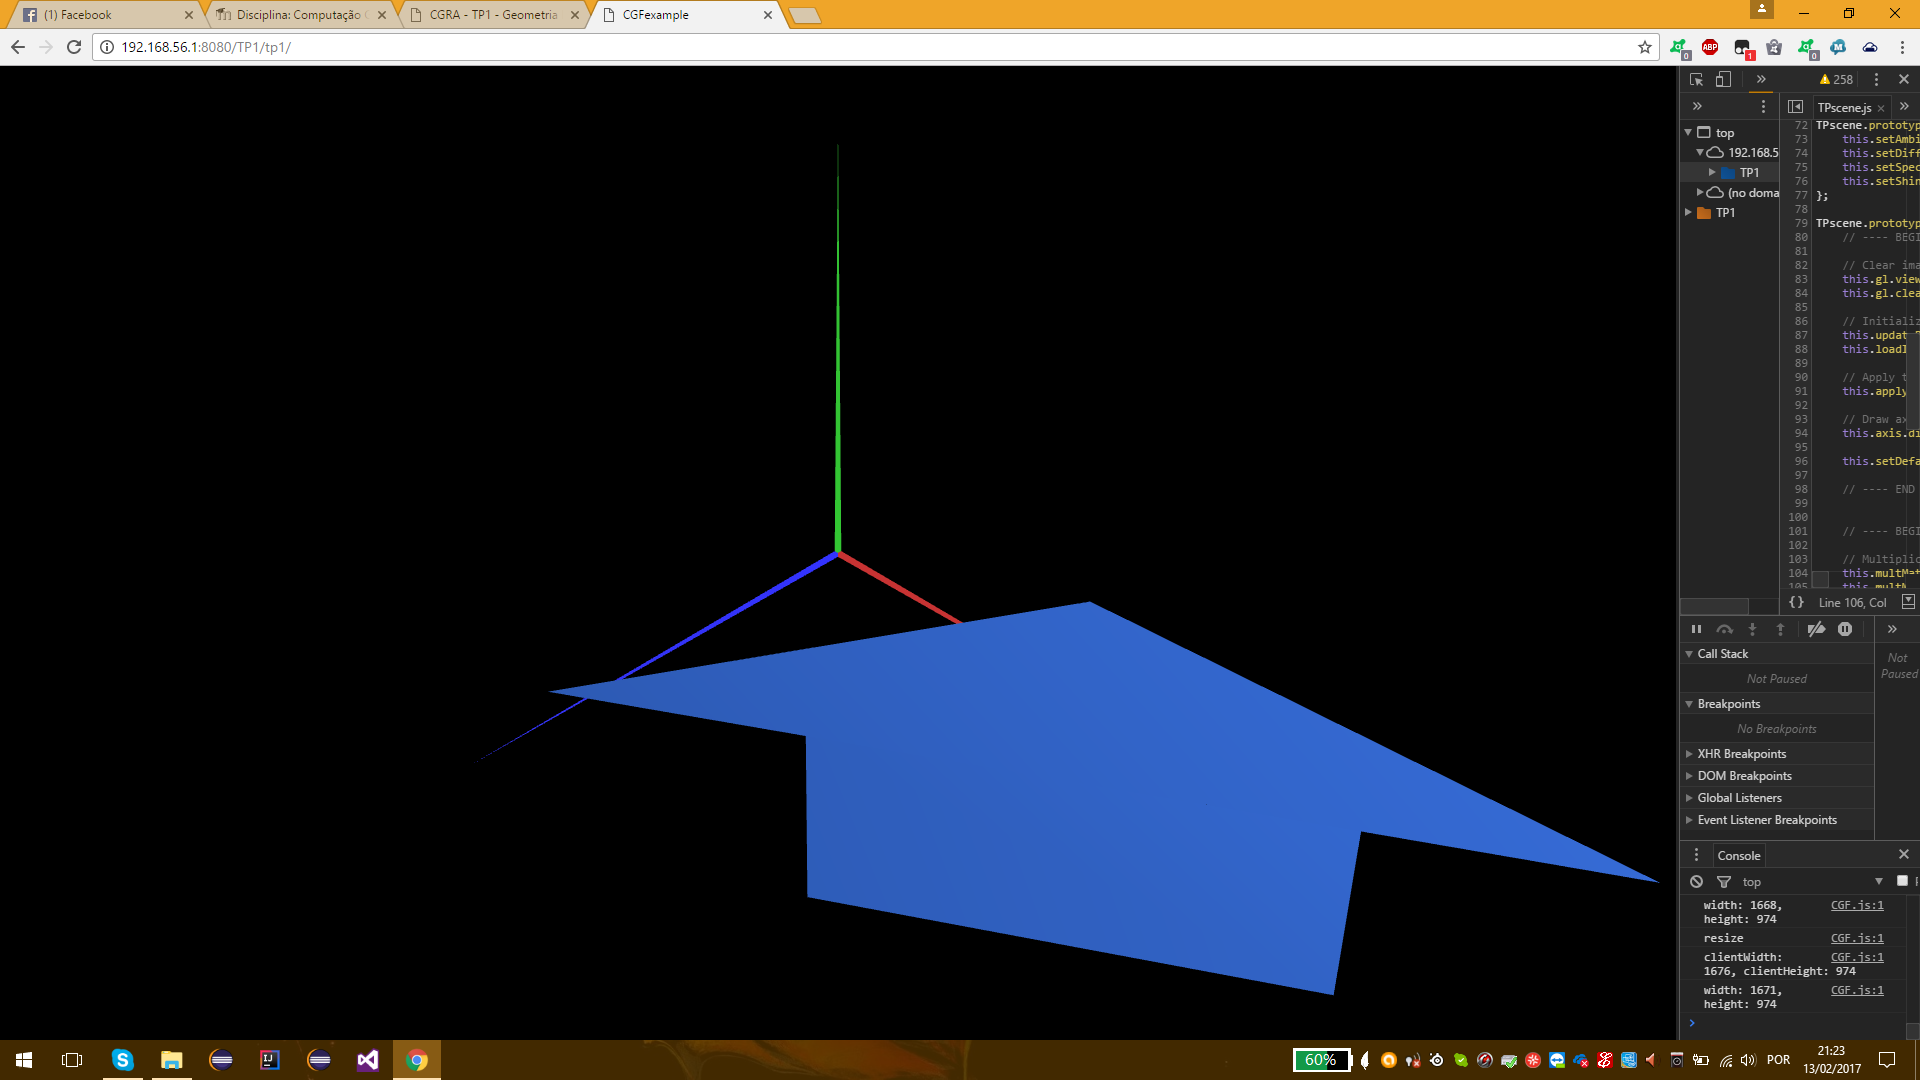 (1) Facebook
Disciplina: Computação
CGRA - TP1 - Geometria
CGFexample
192.168.56.1:8080/TP1/tp1/
0
ABP
1
0
258
TPscene.js
top
192.168.5
TP1
(no doma
TP1
72 TPscene.prototyp
73 this.setAmbi
74 this.setDiff
75 this.setSpec
76 this.setShin
77 };
78
79 TPscene.prototyp
80 // ---- BEGI
81
82 // Clear ima
83 this.gl.view
84 this.gl.clea
85
86 // Initializ
87 this.updat
88 this.loadI
89
90 // Apply t
91 this.apply
92
93 // Draw ax
94 this.axis.di
95
96 this.setDefa
97
98 // ---- END
99
100
101 // ---- BEGI
102
103 // Multiplic
104 this.multMat
{} Line 106, Col
Call Stack
Not Paused
Not Paused
Breakpoints
No Breakpoints
XHR Breakpoints
DOM Breakpoints
Global Listeners
Event Listener Breakpoints
Console
top
width: 1668, height: 974 CGF.js:1
resize CGF.js:1
clientWidth: 1676, clientHeight: 974 CGF.js:1
width: 1671, height: 974 CGF.js:1
60%
POR
21:23
13/02/2017